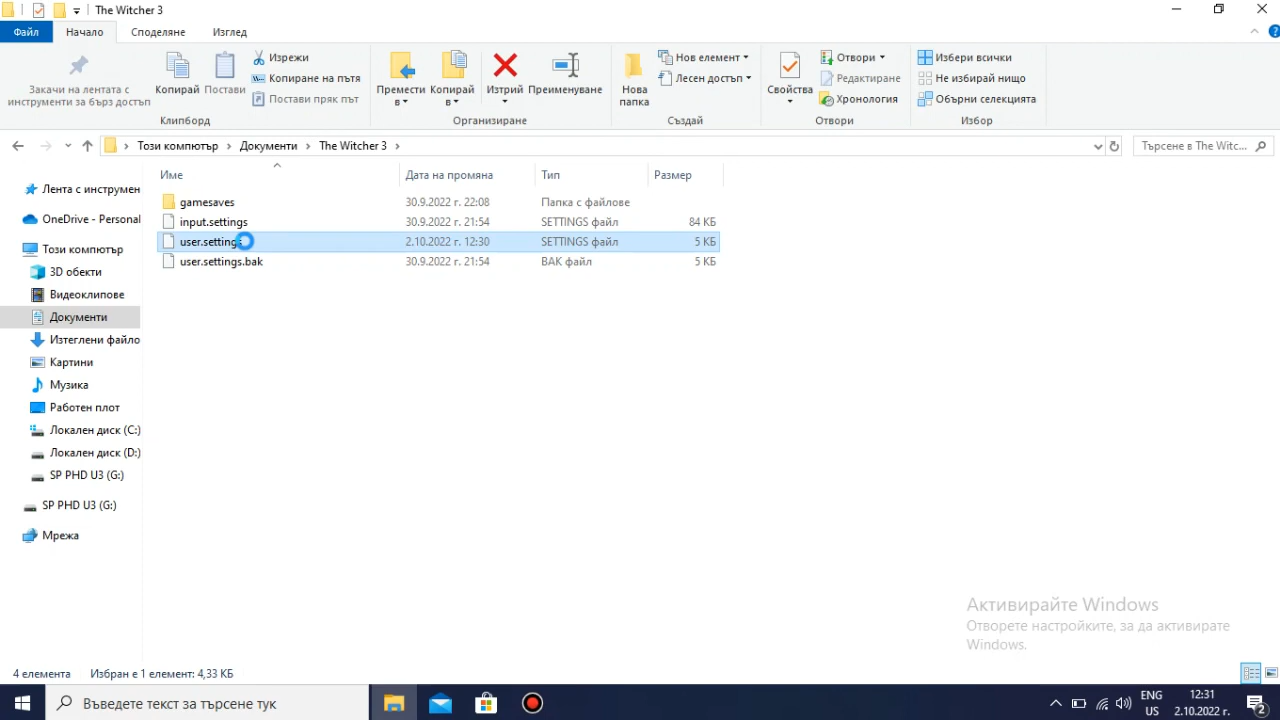 The Witcher 3
Файл Начало Споделяне Изглед
Закачи на лентата с
инструменти за бърз достъп
Копирай
Постави
Изрежи
Копиране на пътя
Постави пряк път
Клипборд
Премести
в
Копирай
в
Изтрий
Преименуване
Организиране
Нова
папка
Нов елемент
Лесен достъп
Създай
Свойства
Отвори
Редактиране
Хронология
Отвори
Избери всички
Не избирай нищо
Обърни селекцията
Избор
Този компютър › Документи › The Witcher 3 ›
Търсене в The Witc...
Име Дата на промяна Тип Размер
gamesaves 30.9.2022 г. 22:08 Папка с файлове
input.settings 30.9.2022 г. 21:54 SETTINGS файл 84 КБ
user.setting 2.10.2022 г. 12:30 SETTINGS файл 5 КБ
user.settings.bak 30.9.2022 г. 21:54 BAK файл 5 КБ
Лента с инструмен
OneDrive - Personal
Този компютър
3D обекти
Видеоклипове
Документи
Изтеглени файло
Картини
Музика
Работен плот
Локален диск (C:)
Локален диск (D:)
SP PHD U3 (G:)
SP PHD U3 (G:)
Мрежа
Активирайте Windows
Отворете настройките, за да активирате
Windows.
4 елемента Избран е 1 елемент: 4,33 КБ
Въведете текст за търсене тук
ENG
US
12:31
2.10.2022 г.
2